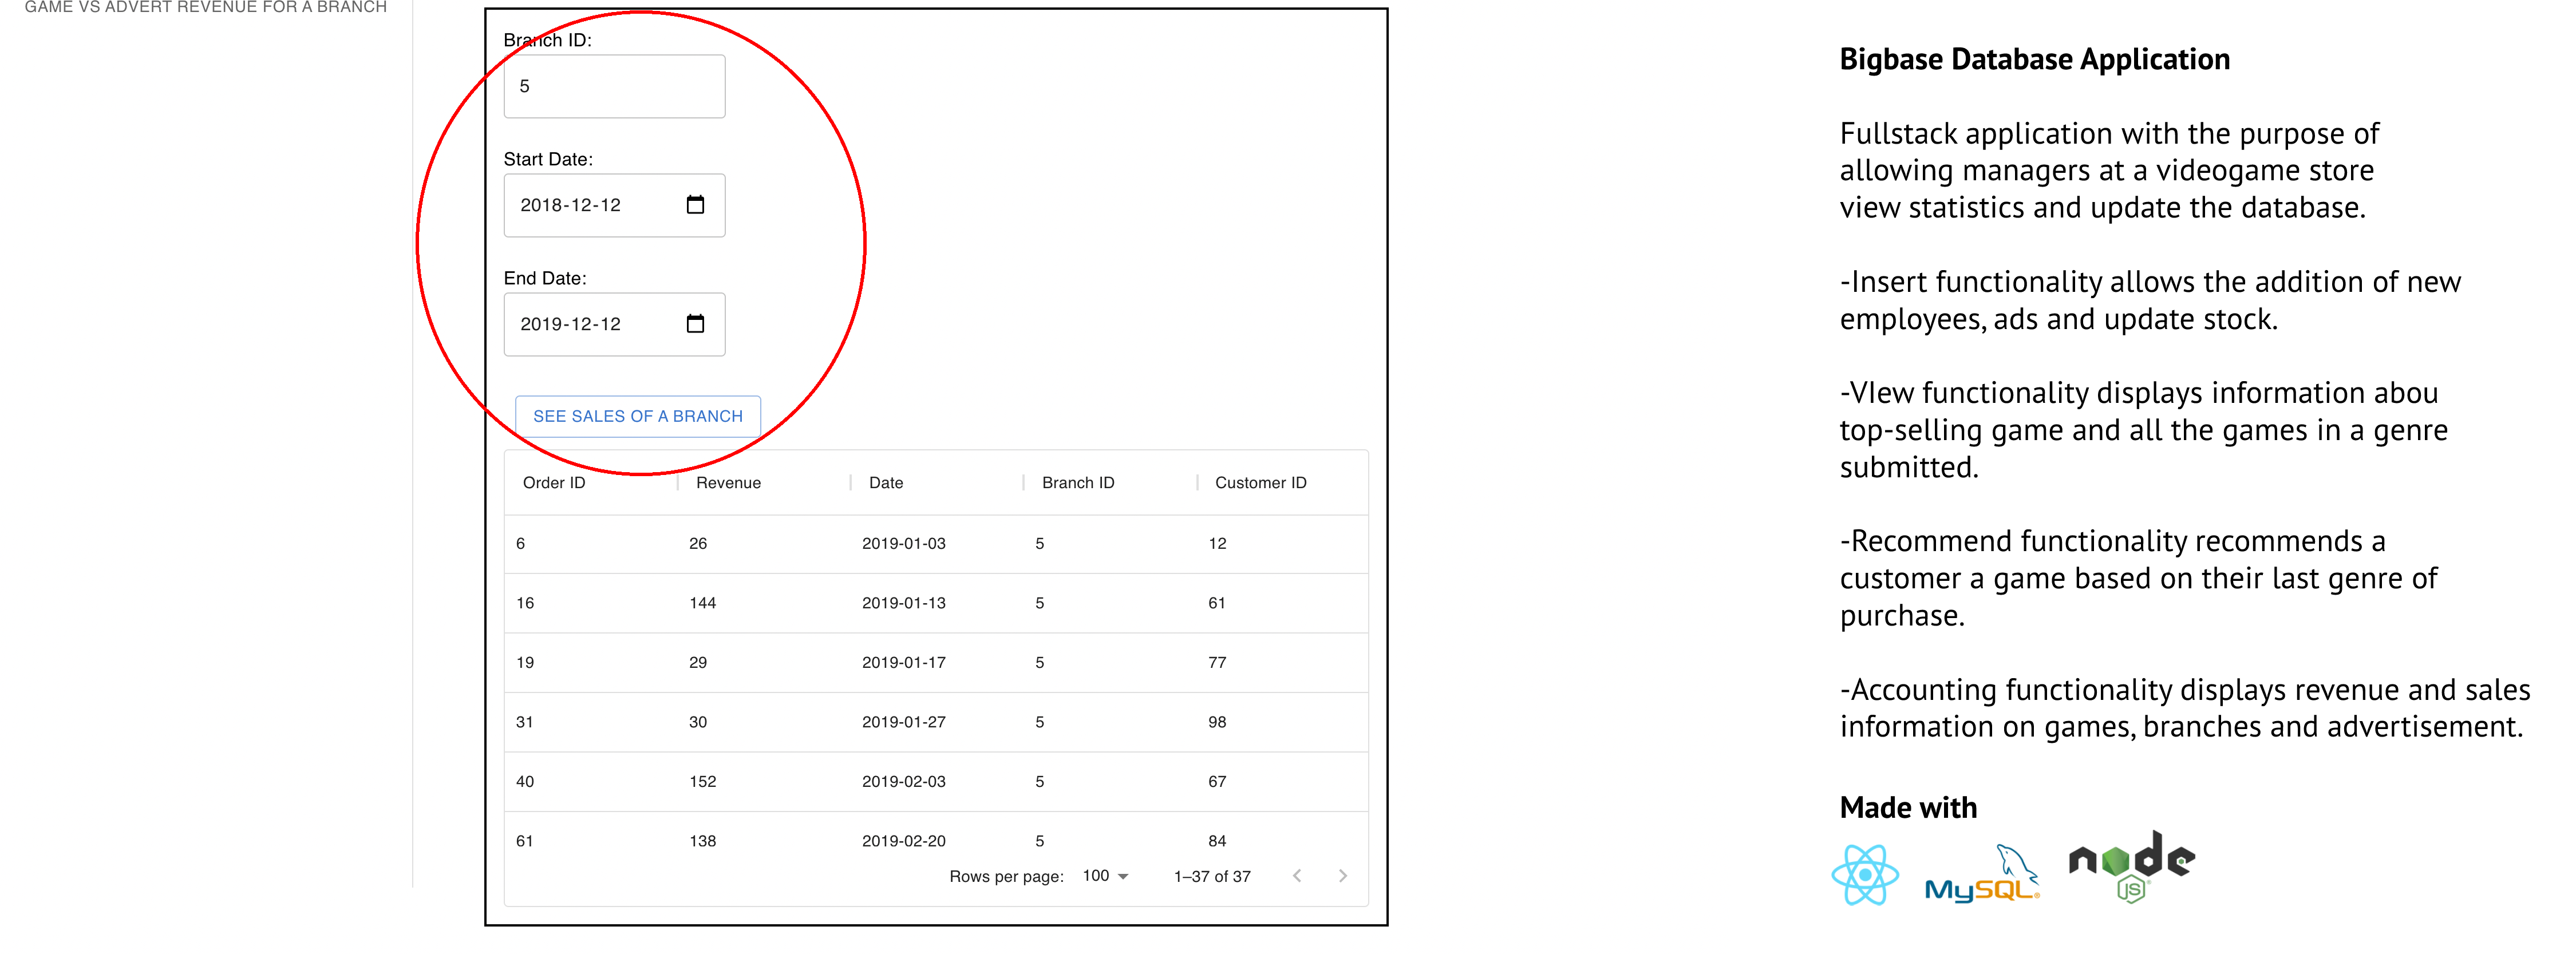 GAME VS ADVERT REVENUE FOR A BRANCH
Branch ID:
5
Start Date:
2018-12-12
End Date:
2019-12-12
SEE SALES OF A BRANCH
Order ID Revenue Date Branch ID Customer ID
6 26 2019-01-03 5 12
16 144 2019-01-13 5 61
19 29 2019-01-17 5 77
31 30 2019-01-27 5 98
40 152 2019-02-03 5 67
61 138 2019-02-20 5 84
Rows per page: 100 1–37 of 37
Bigbase Database Application
Fullstack application with the purpose of
allowing managers at a videogame store
view statistics and update the database.
-Insert functionality allows the addition of new
employees, ads and update stock.
-VIew functionality displays information abou
top-selling game and all the games in a genre
submitted.
-Recommend functionality recommends a
customer a game based on their last genre of
purchase.
-Accounting functionality displays revenue and sales
information on games, branches and advertisement.
Made with
MySQL®
node
JS®